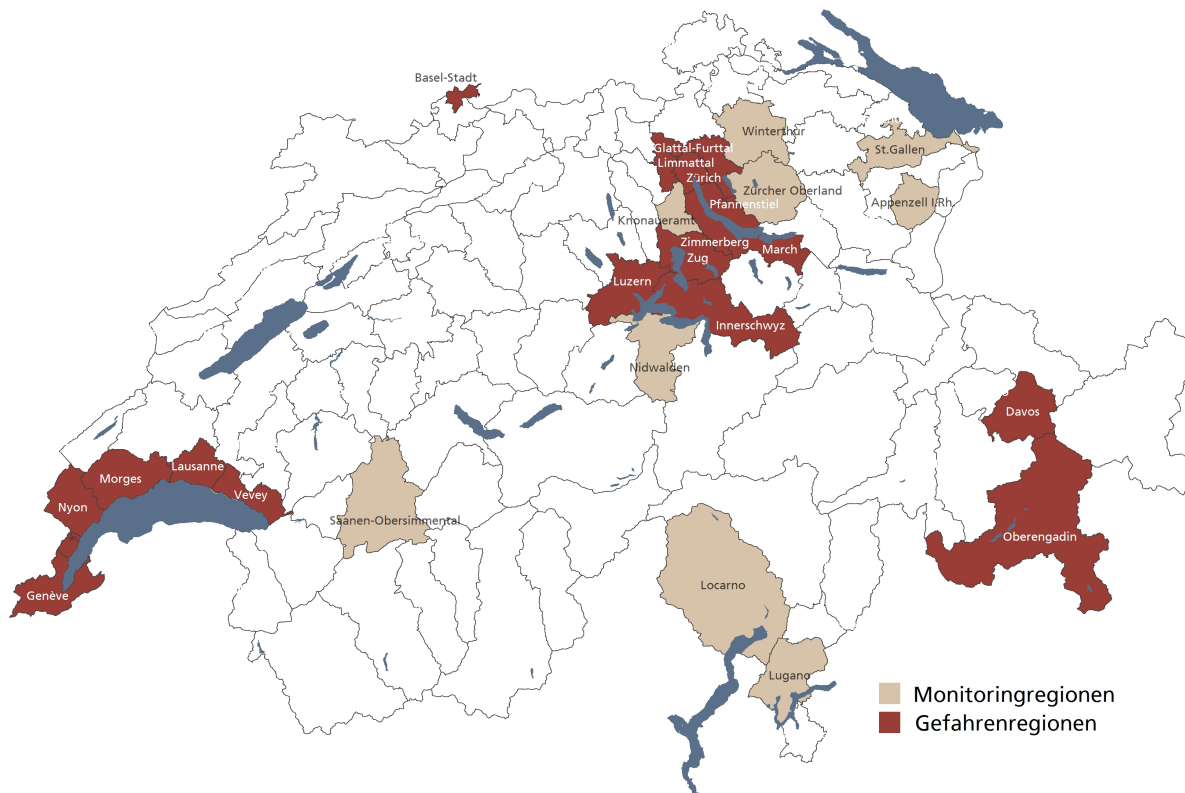 Basel-Stadt
Winterthur
Glattal-Furttal
St.Gallen
Limmattal
Zürich
Zürcher Oberland
Pfannenstiel
Appenzell I.Rh.
Knonaueramt
Zimmerberg
March
Zug
Luzern
Innerschwyz
Nidwalden
Davos
Lausanne
Morges
Vevey
Nyon
Saanen-Obersimmental
Oberengadin
Locarno
Genève
Lugano
Monitoringregionen
Gefahrenregionen